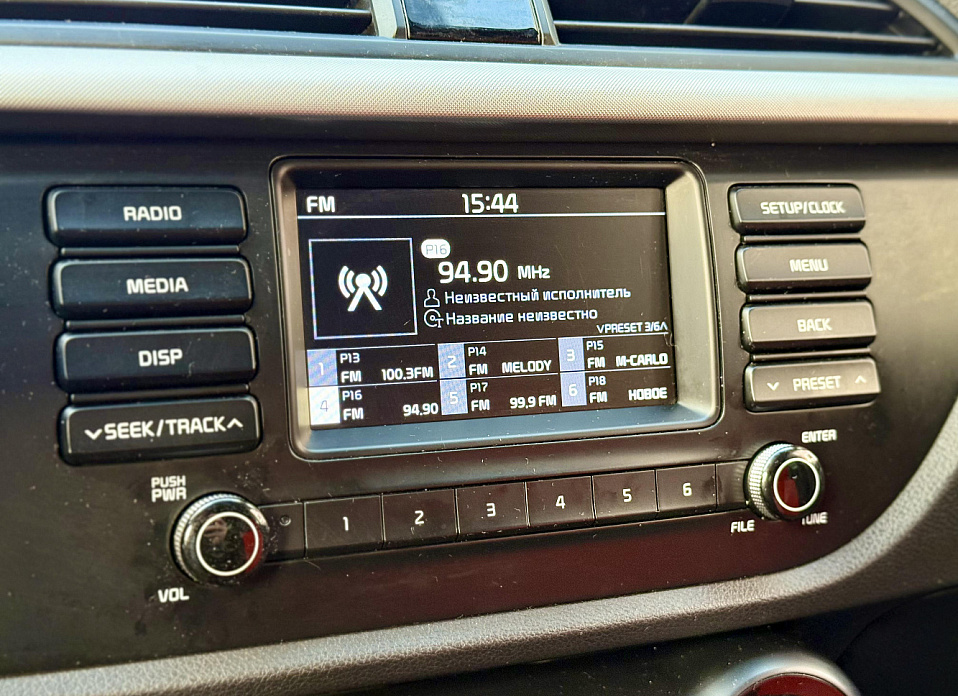 RADIO
MEDIA
DISP
SEEK/TRACK
FM
15:44
P16
94.90 MHz
Неизвестный исполнитель
Название неизвестно
PRESET 3/6
1 P13 FM 100.3FM
2 P14 FM MELODY
3 P15 FM M-CARLO
4 P16 FM 94.90
5 P17 FM 99,9 FM
6 P18 FM НОВОЕ
SETUP/CLOCK
MENU
BACK
PRESET
PUSH
PWR
VOL
1
2
3
4
5
6
ENTER
FILE
TUNE